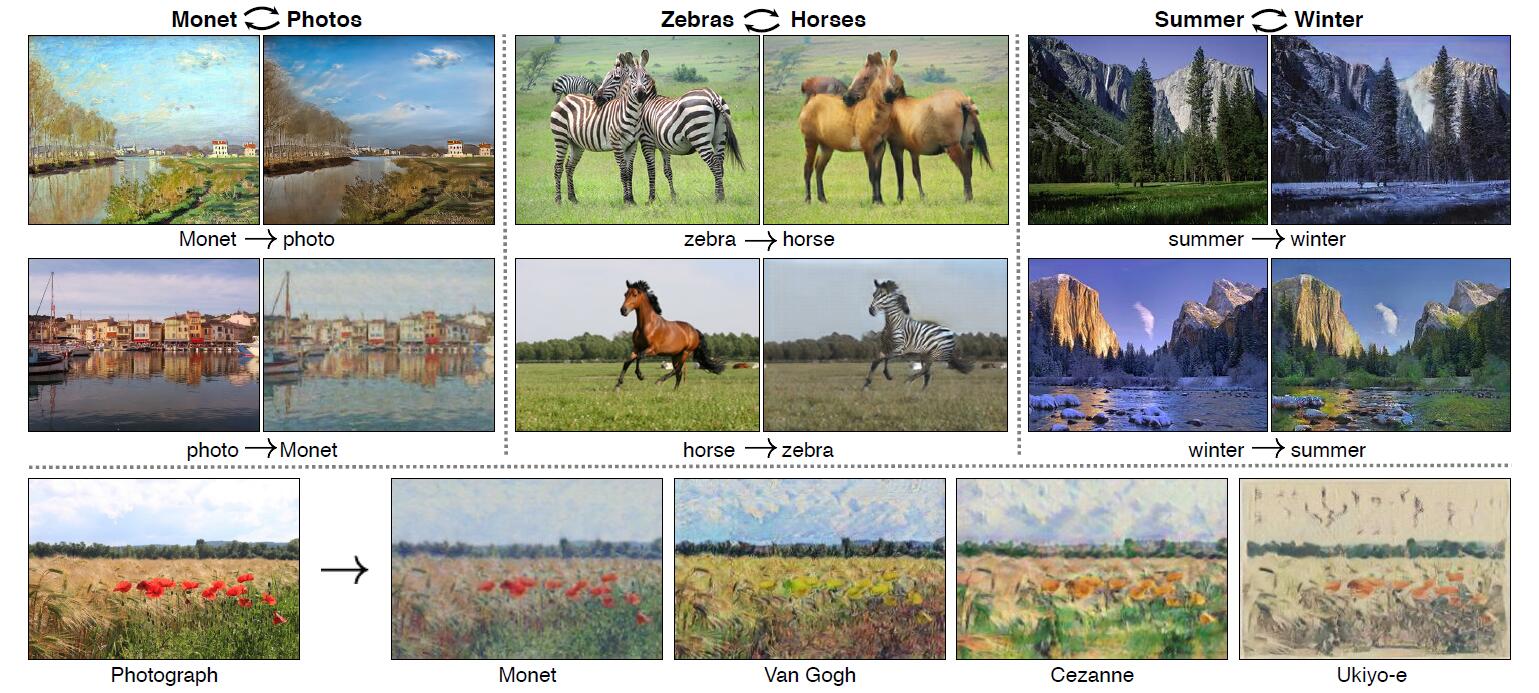 Monet Photos
Zebras Horses
Summer Winter
Monet → photo
zebra → horse
summer → winter
photo → Monet
horse → zebra
winter → summer
Photograph
Monet
Van Gogh
Cezanne
Ukiyo-e